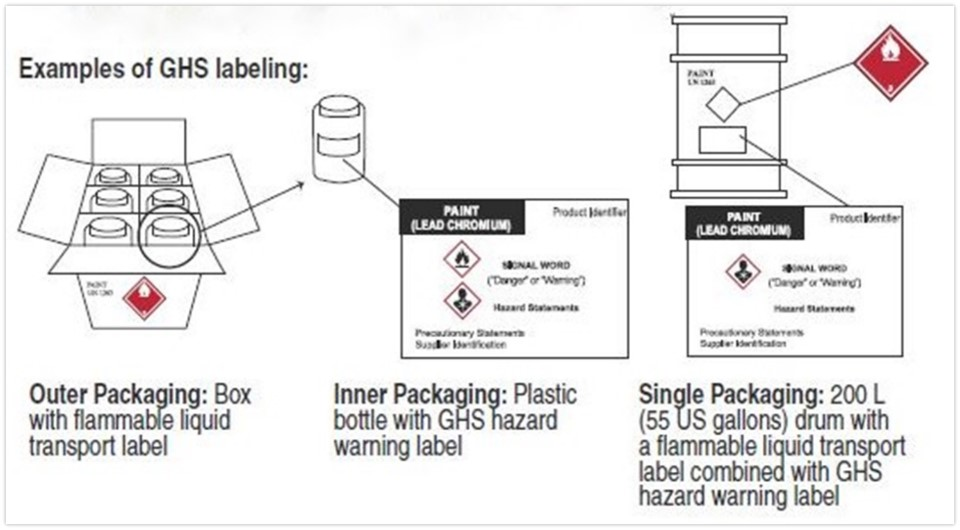 Examples of GHS labeling:
PAINT
UN 1263
PAINT
(LEAD CHROMIUM)
Product Identifier
SIGNAL WORD
("Danger" or "Warning")
Hazard Statements
Precautionary Statements
Supplier Identification
PAINT
UN 1263
3
PAINT
(LEAD CHROMIUM)
Product Identifier
SIGNAL WORD
("Danger" or "Warning")
Hazard Statements
Precautionary Statements
Supplier Identification
Outer Packaging: Box
with flammable liquid
transport label
Inner Packaging: Plastic
bottle with GHS hazard
warning label
Single Packaging: 200 L
(55 US gallons) drum with
a flammable liquid transport
label combined with GHS
hazard warning label